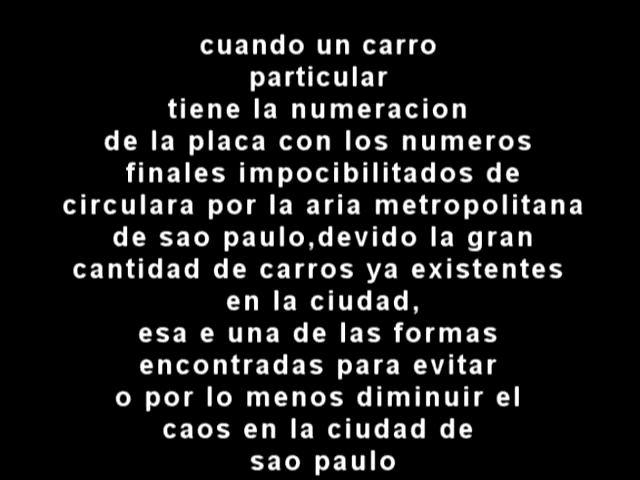 cuando un carro
particular
tiene la numeracion
de la placa con los numeros
finales impocibilitados de
circulara por la aria metropolitana
de sao paulo,devido la gran
cantidad de carros ya existentes
en la ciudad,
esa e una de las formas
encontradas para evitar
o por lo menos diminuir el
caos en la ciudad de
sao paulo